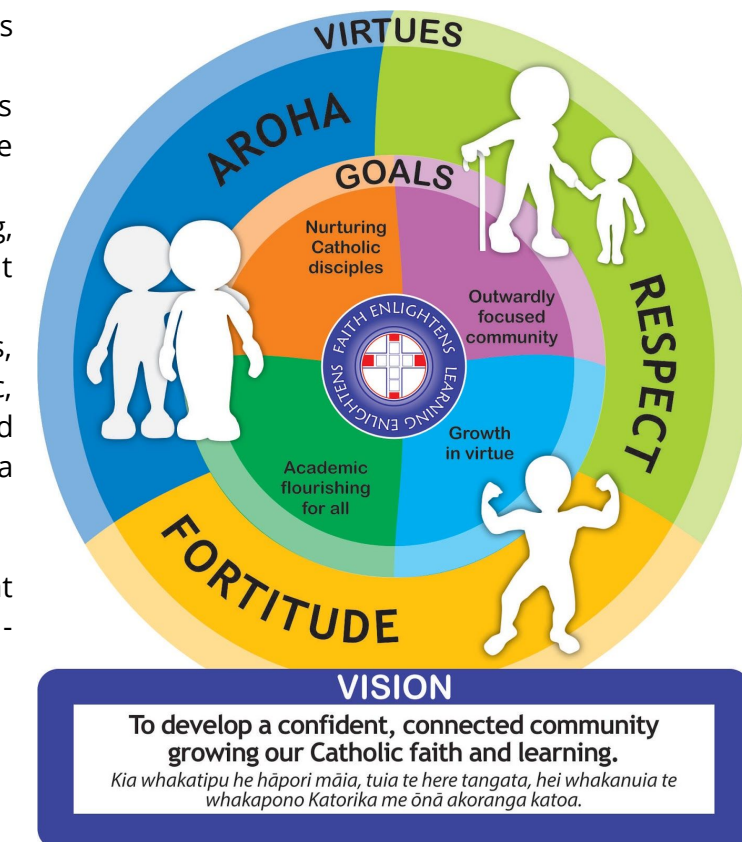 s
s
e
g,
t
s,
c,
d
a
t
-
VIRTUES
AROHA
RESPECT
FORTITUDE
GOALS
Nurturing
Catholic
disciples
Outwardly
focused
community
FAITH ENLIGHTENS
LEARNING ENLIGHTENS
Academic
flourishing
for all
Growth
in virtue
VISION
To develop a confident, connected community
growing our Catholic faith and learning.
Kia whakatipu he hāpori māia, tuia te here tangata, hei whakanuia te
whakapono Katorika me ōnā akoranga katoa.